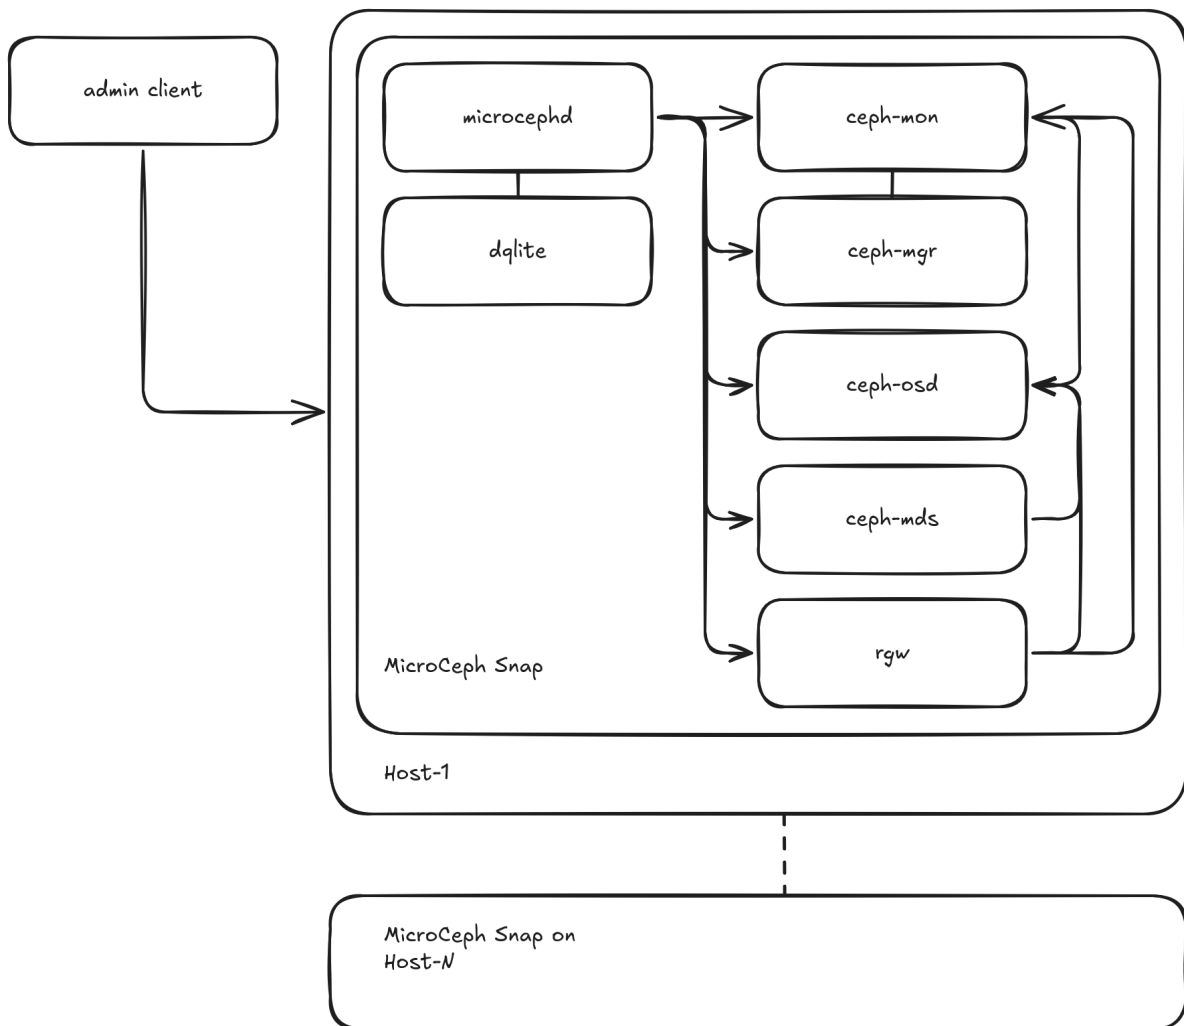 admin client
microcephd
ceph-mon
dqlite
ceph-mgr
ceph-osd
ceph-mds
rgw
MicroCeph Snap
Host-1
MicroCeph Snap on
Host-N